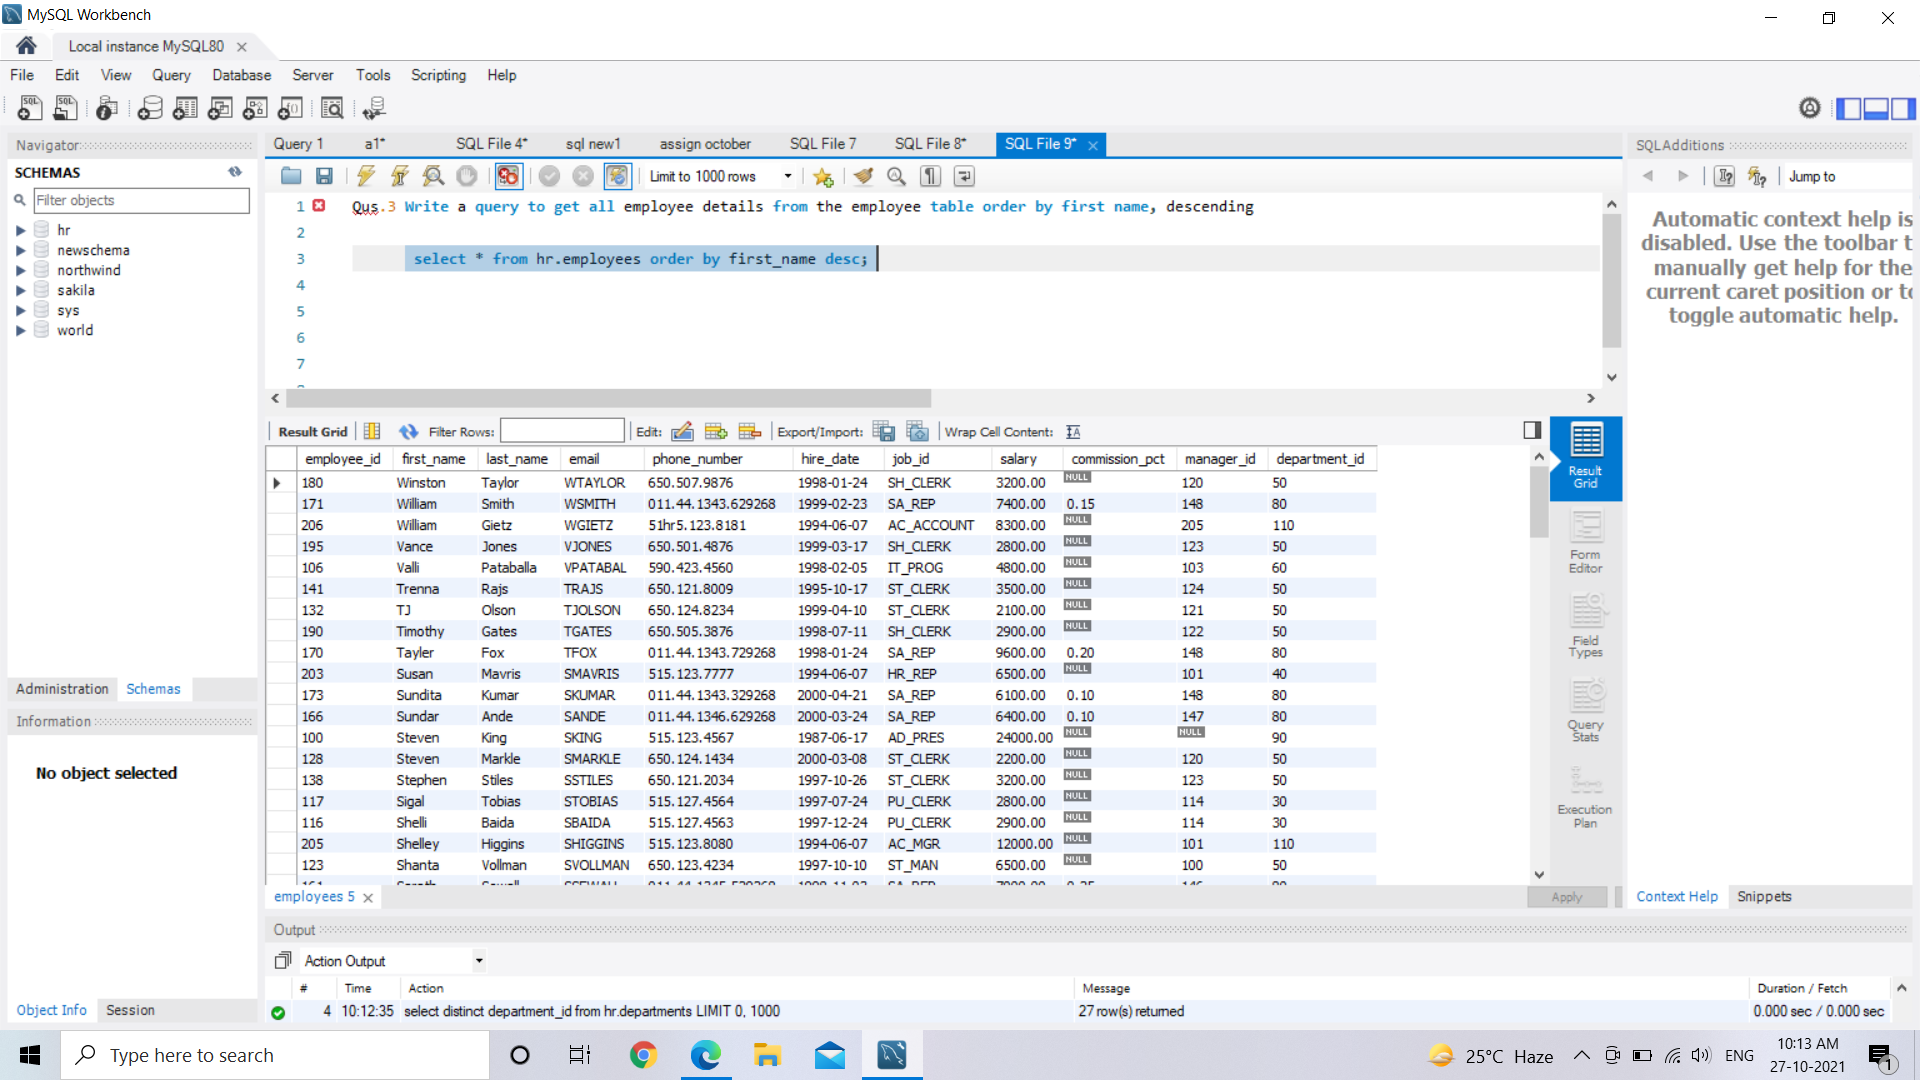 MySQL Workbench
Local instance MySQL80
File Edit View Query Database Server Tools Scripting Help
Navigator
SCHEMAS
Filter objects
hr
newschema
northwind
sakila
sys
world
Administration Schemas
Information
No object selected
Object Info Session
Query 1 a1* SQL File 4* sql new1 assign october SQL File 7 SQL File 8* SQL File 9*
Limit to 1000 rows
1 Qus.3 Write a query to get all employee details from the employee table order by first name, descending
2
3 select * from hr.employees order by first_name desc;
4
5
6
7
Result Grid Filter Rows: Edit: Export/Import: Wrap Cell Content: IA
employee_id first_name last_name email phone_number hire_date job_id salary commission_pct manager_id department_id
180 Winston Taylor WTAYLOR 650.507.9876 1998-01-24 SH_CLERK 3200.00 NULL 120 50
171 William Smith WSMITH 011.44.1343.629268 1999-02-23 SA_REP 7400.00 0.15 148 80
206 William Gietz WGIETZ 51hr5.123.8181 1994-06-07 AC_ACCOUNT 8300.00 NULL 205 110
195 Vance Jones VJONES 650.501.4876 1999-03-17 SH_CLERK 2800.00 NULL 123 50
106 Valli Pataballa VPATABAL 590.423.4560 1998-02-05 IT_PROG 4800.00 NULL 103 60
141 Trenna Rajs TRAJS 650.121.8009 1995-10-17 ST_CLERK 3500.00 NULL 124 50
132 TJ Olson TJOLSON 650.124.8234 1999-04-10 ST_CLERK 2100.00 NULL 121 50
190 Timothy Gates TGATES 650.505.3876 1998-07-11 SH_CLERK 2900.00 NULL 122 50
170 Tayler Fox TFOX 011.44.1343.729268 1998-01-24 SA_REP 9600.00 0.20 148 80
203 Susan Mavris SMAVRIS 515.123.7777 1994-06-07 HR_REP 6500.00 NULL 101 40
173 Sundita Kumar SKUMAR 011.44.1343.329268 2000-04-21 SA_REP 6100.00 0.10 148 80
166 Sundar Ande SANDE 011.44.1346.629268 2000-03-24 SA_REP 6400.00 0.10 147 80
100 Steven King SKING 515.123.4567 1987-06-17 AD_PRES 24000.00 NULL NULL 90
128 Steven Markle SMARKLE 650.124.1434 2000-03-08 ST_CLERK 2200.00 NULL 120 50
138 Stephen Stiles SSTILES 650.121.2034 1997-10-26 ST_CLERK 3200.00 NULL 123 50
117 Sigal Tobias STOBIAS 515.127.4564 1997-07-24 PU_CLERK 2800.00 NULL 114 30
116 Shelli Baida SBAIDA 515.127.4563 1997-12-24 PU_CLERK 2900.00 NULL 114 30
205 Shelley Higgins SHIGGINS 515.123.8080 1994-06-07 AC_MGR 12000.00 NULL 101 110
123 Shanta Vollman SVOLLMAN 650.123.4234 1997-10-10 ST_MAN 6500.00 NULL 100 50
Result Grid
Form Editor
Field Types
Query Stats
Execution Plan
employees 5
Apply
SQLAdditions
Jump to
Automatic context help is
disabled. Use the toolbar t
manually get help for the
current caret position or to
toggle automatic help.
Context Help Snippets
Output
Action Output
# Time Action Message Duration / Fetch
4 10:12:35 select distinct department_id from hr.departments LIMIT 0, 1000 27 row(s) returned 0.000 sec / 0.000 sec
Type here to search
25°C Haze
ENG
10:13 AM
27-10-2021
1